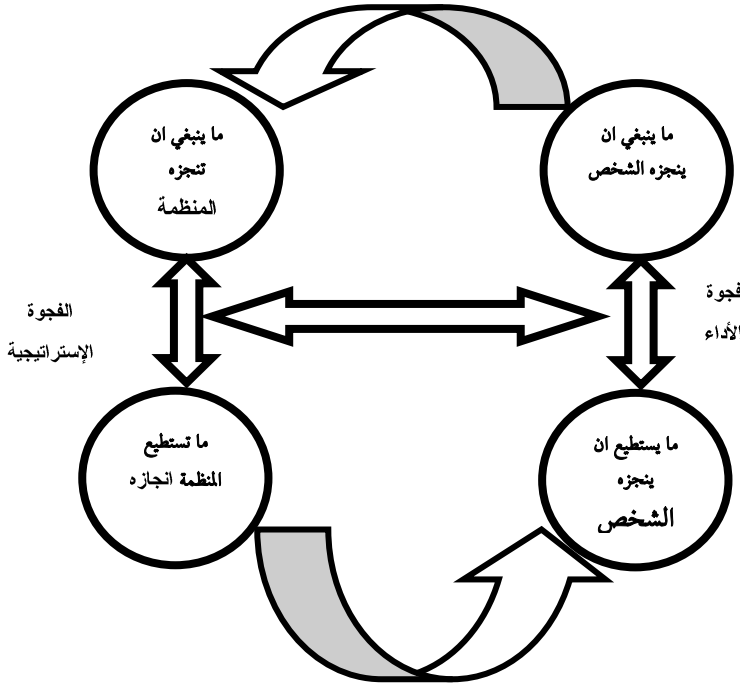 ما ينبغي ان
ينجزه الشخص
ما ينبغي ان
تنجزه
المنظمة
فجوة
الأداء
الفجوة
الإستراتيجية
ما يستطيع ان
ينجزه
الشخص
ما تستطيع
المنظمة انجازه